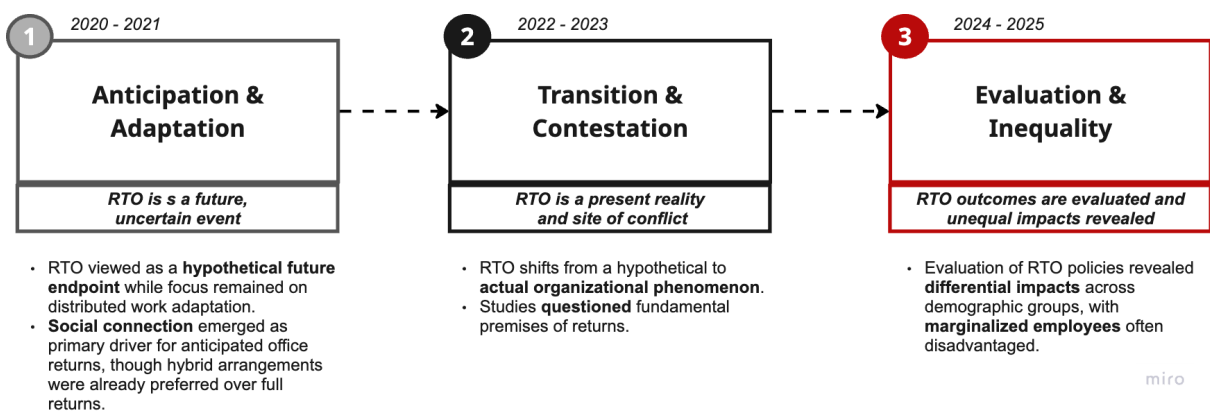 1
2020 - 2021
Anticipation &
Adaptation
RTO is s a future,
uncertain event
• RTO viewed as a hypothetical future
endpoint while focus remained on
distributed work adaptation.
• Social connection emerged as
primary driver for anticipated office
returns, though hybrid arrangements
were already preferred over full
returns.
2
2022 - 2023
Transition &
Contestation
RTO is a present reality
and site of conflict
• RTO shifts from a hypothetical to
actual organizational phenomenon.
• Studies questioned fundamental
premises of returns.
3
2024 - 2025
Evaluation &
Inequality
RTO outcomes are evaluated and
unequal impacts revealed
• Evaluation of RTO policies revealed
differential impacts across
demographic groups, with
marginalized employees often
disadvantaged.
miro